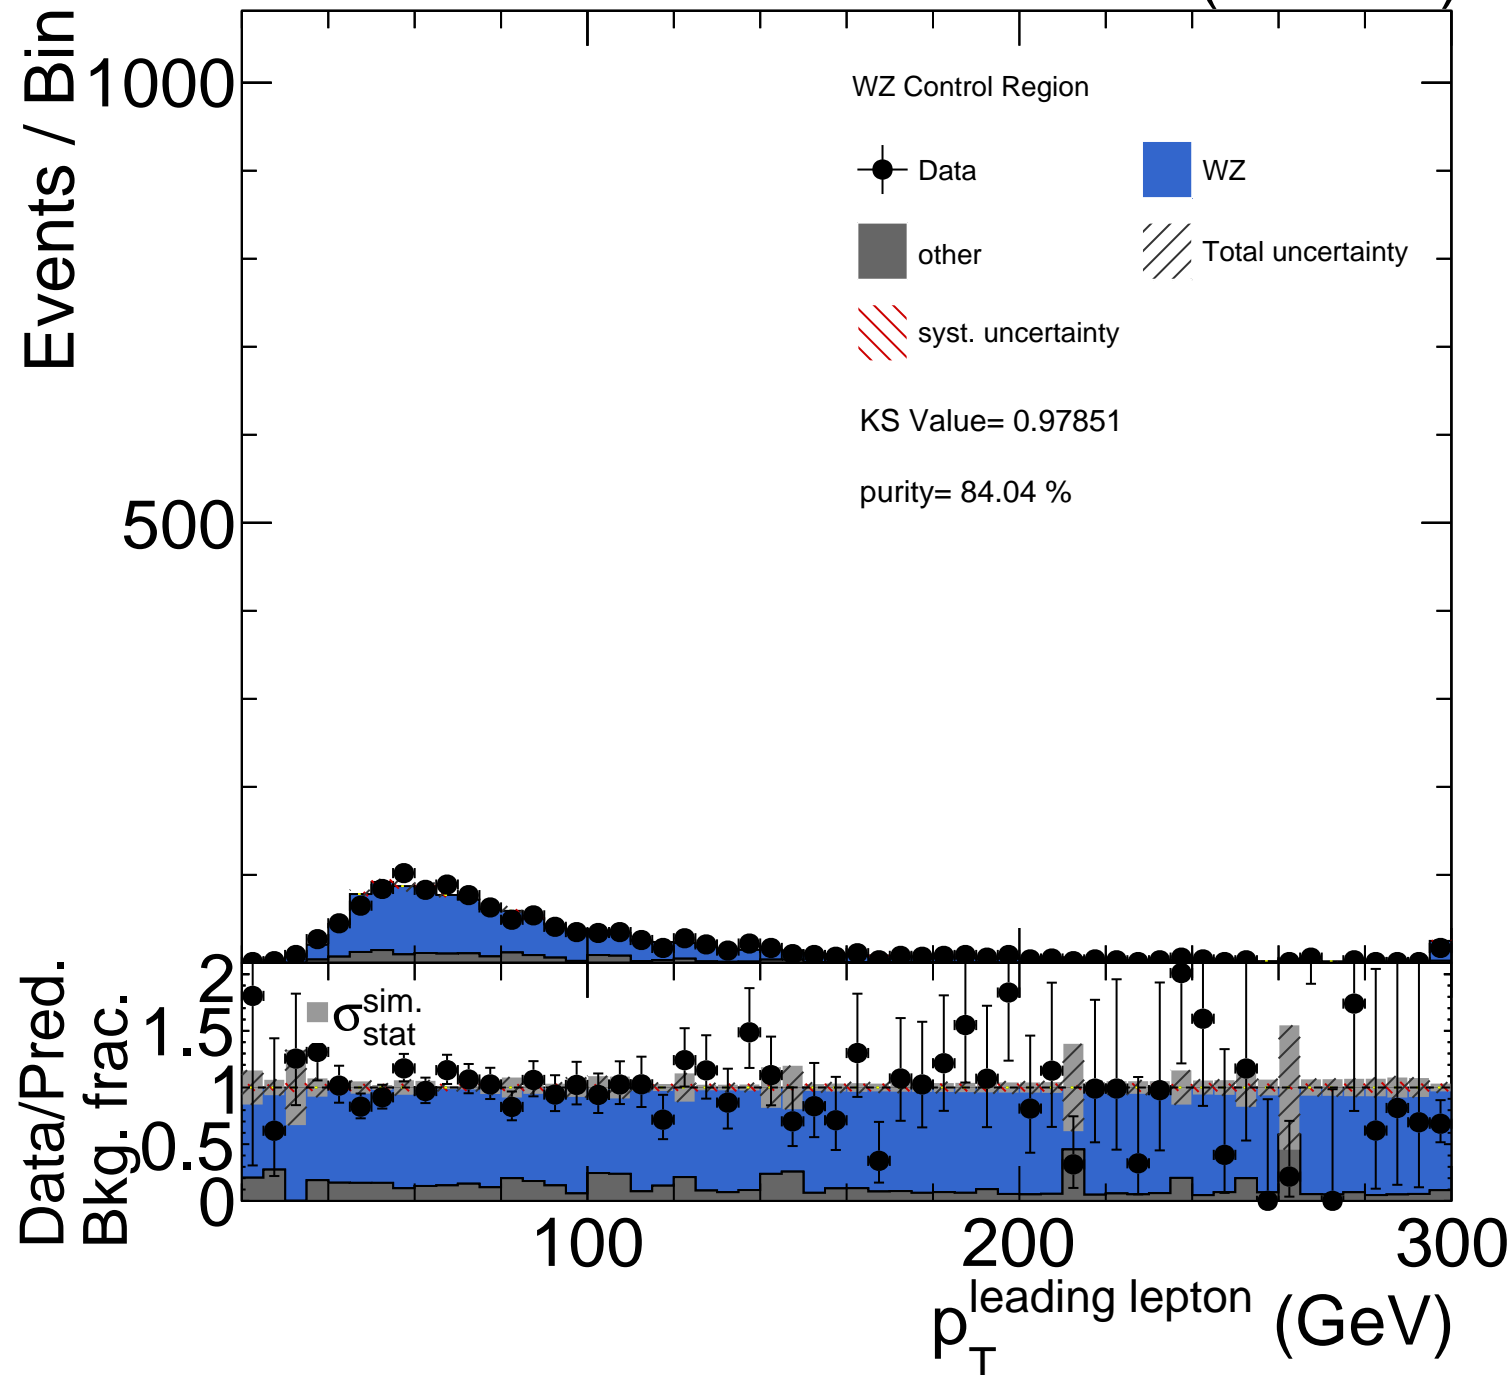 Events / Bin
1000
500
WZ Control Region
Data
WZ
other
Total uncertainty
syst. uncertainty
KS Value= 0.97851
purity= 84.04 %
Data/Pred.
Bkg. frac.
2
1.5
1
0.5
0
σ sim. stat
100
200
300
p_T^leading lepton (GeV)